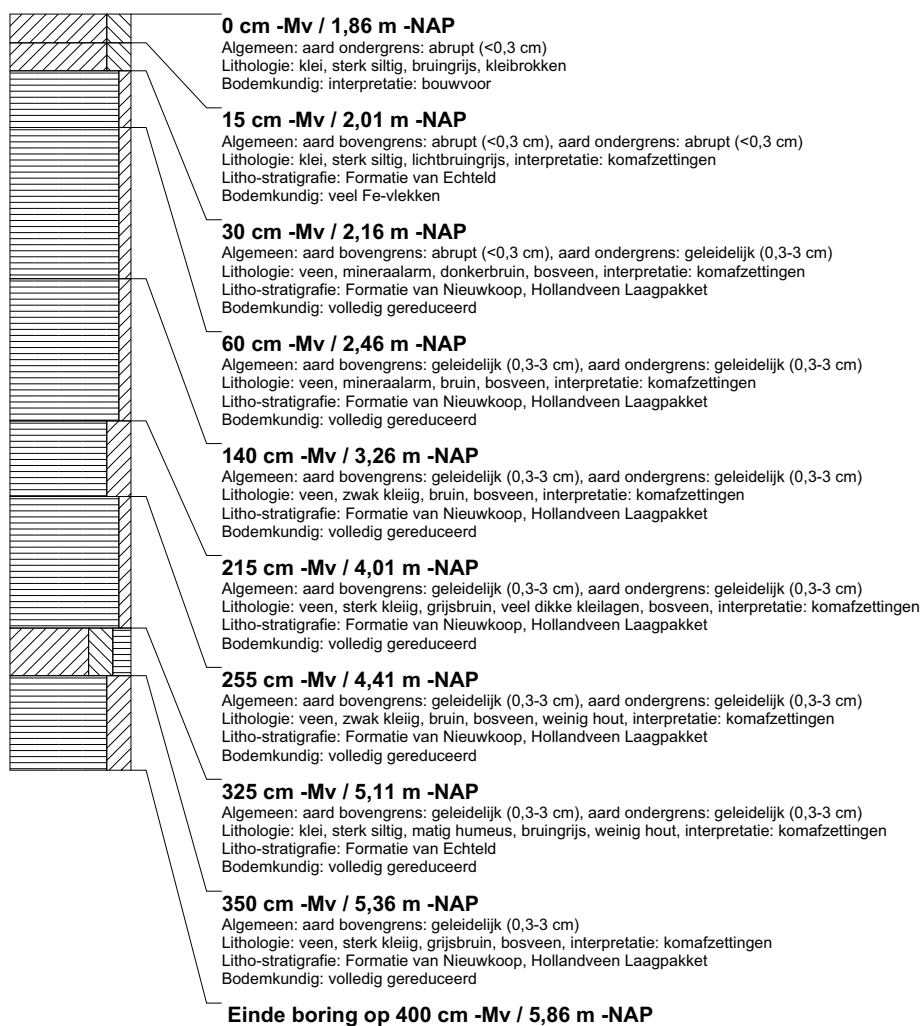 0 cm -Mv / 1,86 m -NAP
Algemeen: aard ondergrens: abrupt (<0,3 cm)
Lithologie: klei, sterk siltig, bruingrijs, kleibrokken
Bodemkundig: interpretatie: bouwvoor
15 cm -Mv / 2,01 m -NAP
Algemeen: aard bovengrens: abrupt (<0,3 cm), aard ondergrens: abrupt (<0,3 cm)
Lithologie: klei, sterk siltig, lichtbruingrijs, interpretatie: komafzettingen
Litho-stratigrafie: Formatie van Echteld
Bodemkundig: veel Fe-vlekken
30 cm -Mv / 2,16 m -NAP
Algemeen: aard bovengrens: abrupt (<0,3 cm), aard ondergrens: geleidelijk (0,3-3 cm)
Lithologie: veen, mineraalarm, donkerbruin, bosveen, interpretatie: komafzettingen
Litho-stratigrafie: Formatie van Nieuwkoop, Hollandveen Laagpakket
Bodemkundig: volledig gereduceerd
60 cm -Mv / 2,46 m -NAP
Algemeen: aard bovengrens: geleidelijk (0,3-3 cm), aard ondergrens: geleidelijk (0,3-3 cm)
Lithologie: veen, mineraalarm, bruin, bosveen, interpretatie: komafzettingen
Litho-stratigrafie: Formatie van Nieuwkoop, Hollandveen Laagpakket
Bodemkundig: volledig gereduceerd
140 cm -Mv / 3,26 m -NAP
Algemeen: aard bovengrens: geleidelijk (0,3-3 cm), aard ondergrens: geleidelijk (0,3-3 cm)
Lithologie: veen, zwak kleiig, bruin, bosveen, interpretatie: komafzettingen
Litho-stratigrafie: Formatie van Nieuwkoop, Hollandveen Laagpakket
Bodemkundig: volledig gereduceerd
215 cm -Mv / 4,01 m -NAP
Algemeen: aard bovengrens: geleidelijk (0,3-3 cm), aard ondergrens: geleidelijk (0,3-3 cm)
Lithologie: veen, sterk kleiig, grijsbruin, veel dikke kleilagen, bosveen, interpretatie: komafzettingen
Litho-stratigrafie: Formatie van Nieuwkoop, Hollandveen Laagpakket
Bodemkundig: volledig gereduceerd
255 cm -Mv / 4,41 m -NAP
Algemeen: aard bovengrens: geleidelijk (0,3-3 cm), aard ondergrens: geleidelijk (0,3-3 cm)
Lithologie: veen, zwak kleiig, bruin, bosveen, weinig hout, interpretatie: komafzettingen
Litho-stratigrafie: Formatie van Nieuwkoop, Hollandveen Laagpakket
Bodemkundig: volledig gereduceerd
325 cm -Mv / 5,11 m -NAP
Algemeen: aard bovengrens: geleidelijk (0,3-3 cm), aard ondergrens: geleidelijk (0,3-3 cm)
Lithologie: klei, sterk siltig, matig humeus, bruingrijs, weinig hout, interpretatie: komafzettingen
Litho-stratigrafie: Formatie van Echteld
Bodemkundig: volledig gereduceerd
350 cm -Mv / 5,36 m -NAP
Algemeen: aard bovengrens: geleidelijk (0,3-3 cm)
Lithologie: veen, sterk kleiig, grijsbruin, bosveen, interpretatie: komafzettingen
Litho-stratigrafie: Formatie van Nieuwkoop, Hollandveen Laagpakket
Bodemkundig: volledig gereduceerd
Einde boring op 400 cm -Mv / 5,86 m -NAP